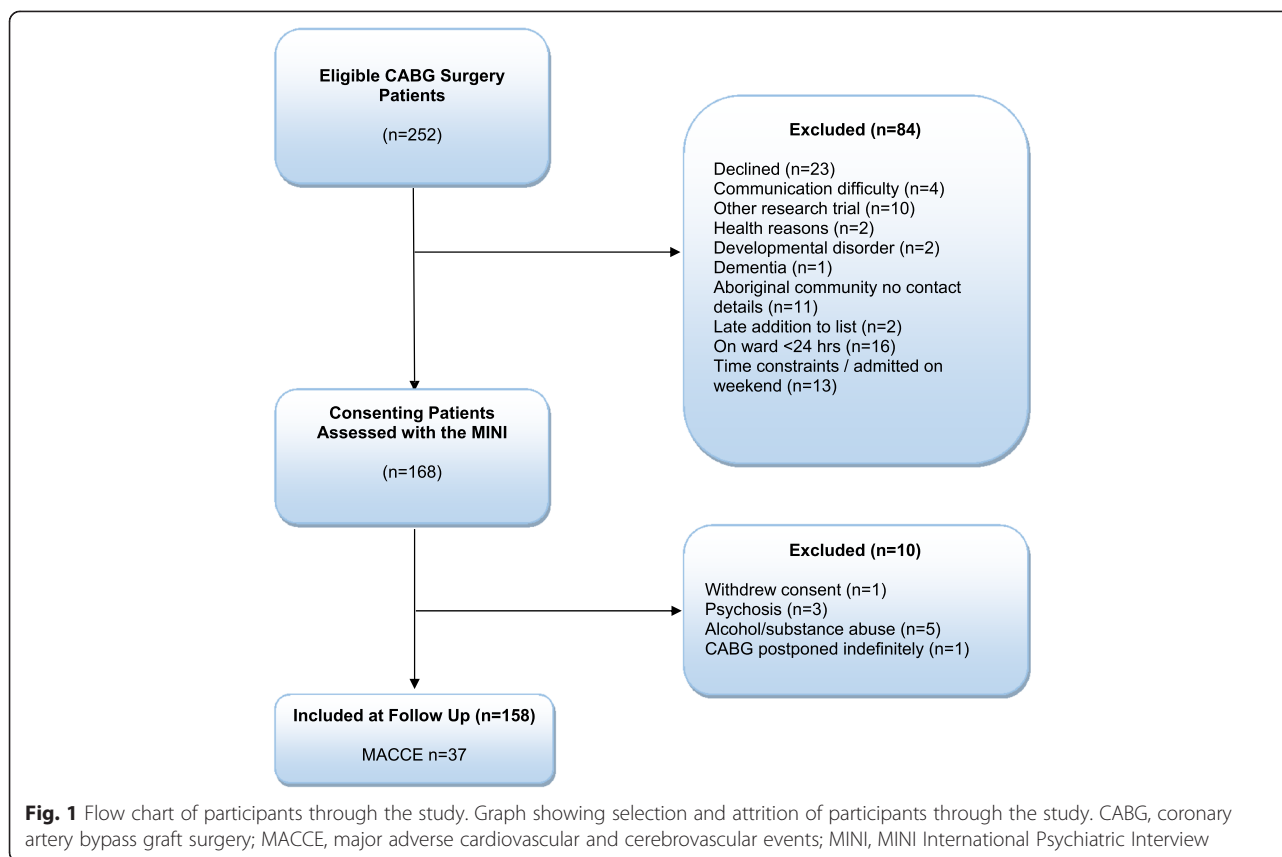 Eligible CABG Surgery
Patients
(n=252)
Excluded (n=84)
Declined (n=23)
Communication difficulty (n=4)
Other research trial (n=10)
Health reasons (n=2)
Developmental disorder (n=2)
Dementia (n=1)
Aboriginal community no contact
details (n=11)
Late addition to list (n=2)
On ward <24 hrs (n=16)
Time constraints / admitted on
weekend (n=13)
Consenting Patients
Assessed with the MINI
(n=168)
Excluded (n=10)
Withdrew consent (n=1)
Psychosis (n=3)
Alcohol/substance abuse (n=5)
CABG postponed indefinitely (n=1)
Included at Follow Up (n=158)
MACCE n=37
Fig. 1 Flow chart of participants through the study. Graph showing selection and attrition of participants through the study. CABG, coronary
artery bypass graft surgery; MACCE, major adverse cardiovascular and cerebrovascular events; MINI, MINI International Psychiatric Interview